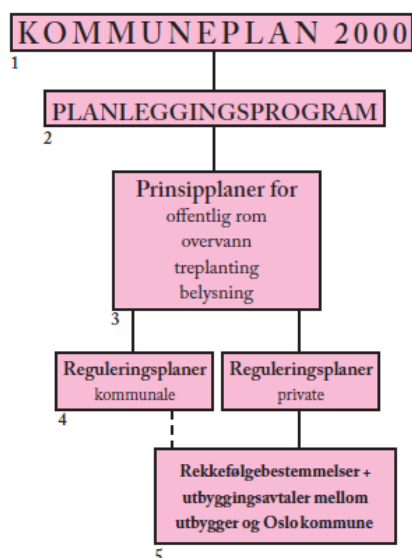 KOMMUNEPLAN 2000
1
PLANLEGGINGSPROGRAM
2
Prinsipplaner for
offentlig rom
overvann
treplanting
belysning
3
Reguleringsplaner
kommunale
4
Reguleringsplaner
private
Rekkefølgebestemmelser +
utbyggingsavtaler mellom
utbygger og Oslo kommune
5